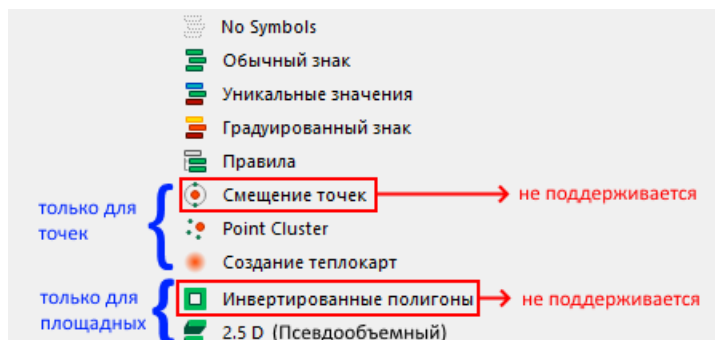 No Symbols
Обычный знак
Уникальные значения
Градуированный знак
Правила
Смещение точек не поддерживается
только для
точек
Point Cluster
Создание теплокарт
только для
площадных
Инвертированные полигоны не поддерживается
2.5 D (Псевдообъемный)